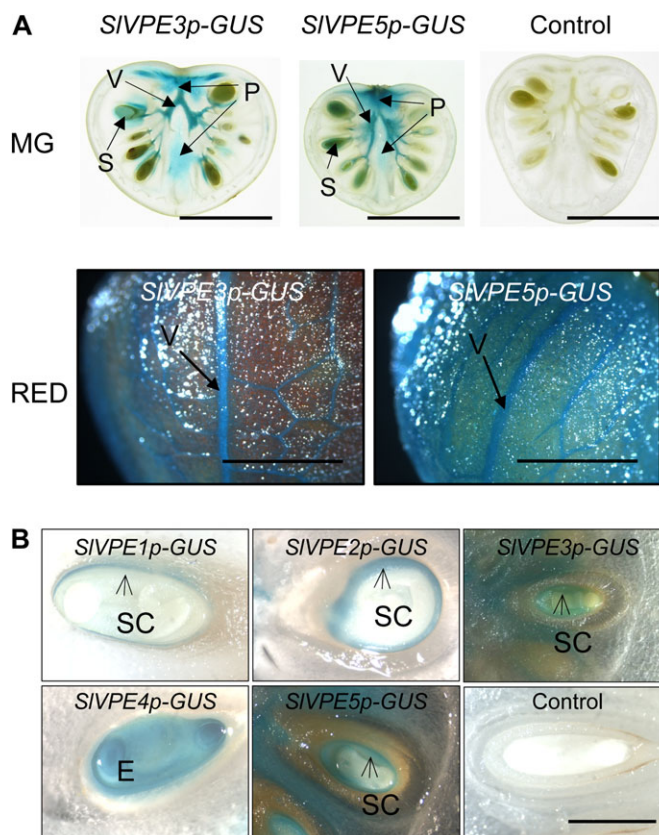 A SlVPE3p-GUS SlVPE5p-GUS Control
MG
V
P
S
V
P
S
RED
SlVPE3p-GUS
V
SlVPE5p-GUS
V
B
SlVPE1p-GUS SlVPE2p-GUS SlVPE3p-GUS
SC
SC
SC
SlVPE4p-GUS SlVPE5p-GUS Control
E
SC